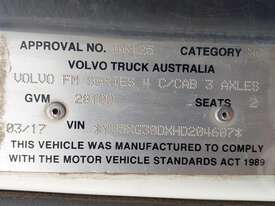 APPROVAL NO. CATEGORY
VOLVO TRUCK AUSTRALIA
VOLVO FM SERIES 4 C/CAB 3 AXLES
GVM SEATS 2
03/17 VIN
THIS VEHICLE WAS MANUFACTURED TO COMPLY
WITH THE MOTOR VEHICLE STANDARDS ACT 1989